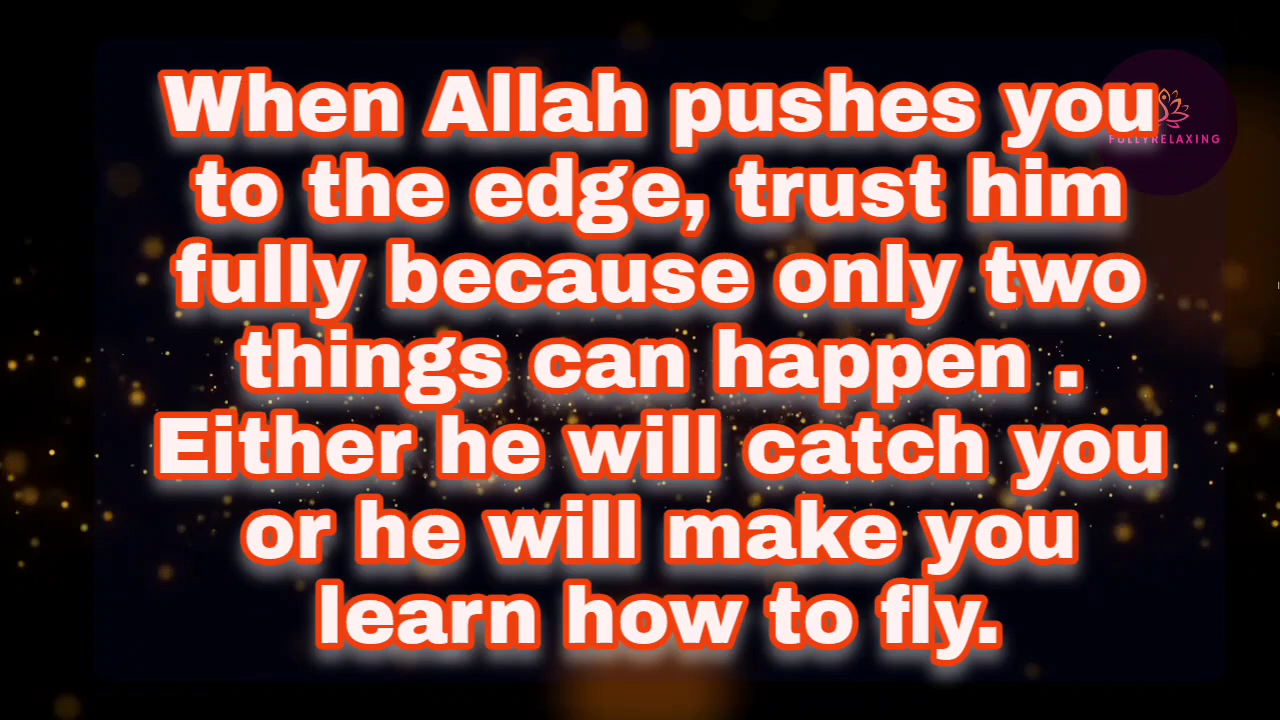 When Allah pushes you
FULLYRELAXING
to the edge, trust him
fully because only two
things can happen .
Either he will catch you
or he will make you
learn how to fly.